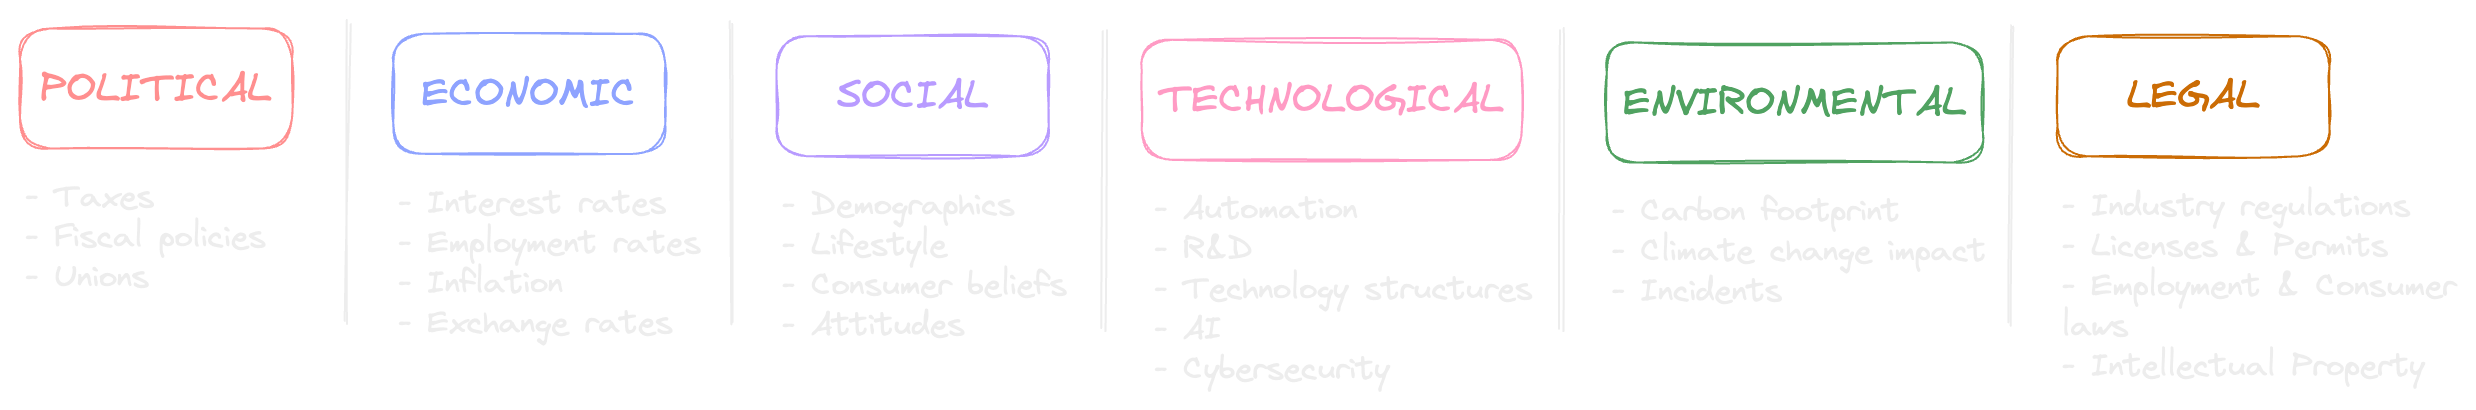 POLITICAL
- Taxes
- Fiscal policies
- Unions
ECONOMIC
- Interest rates
- Employment rates
- Inflation
- Exchange rates
SOCIAL
- Demographics
- Lifestyle
- Consumer beliefs
- Attitudes
TECHNOLOGICAL
- Automation
- R&D
- Technology structures
- AI
- Cybersecurity
ENVIRONMENTAL
- Carbon footprint
- Climate change impact
- Incidents
LEGAL
- Industry regulations
- Licenses & Permits
- Employment & Consumer
laws
- Intellectual Property